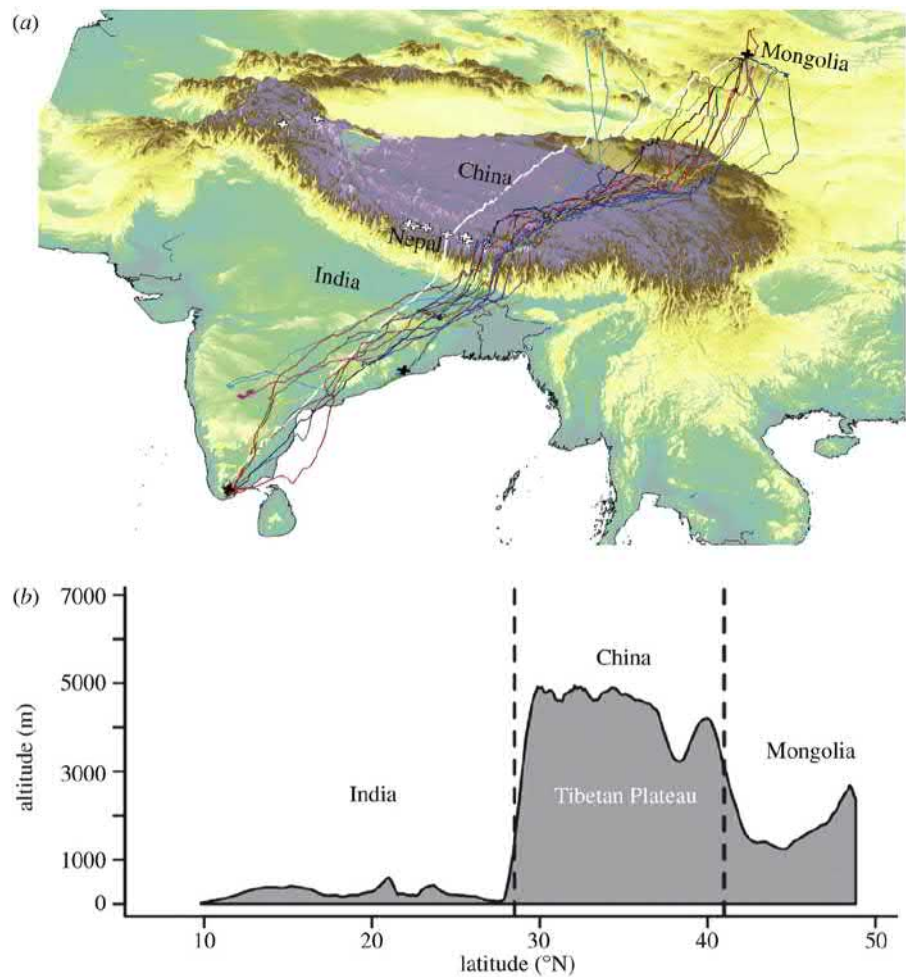 (a)
Mongolia
China
Nepal
India
(b)
7000
5000
3000
1000
0
altitude (m)
China
Mongolia
India
Tibetan Plateau
10
20
30
40
50
latitude (°N)